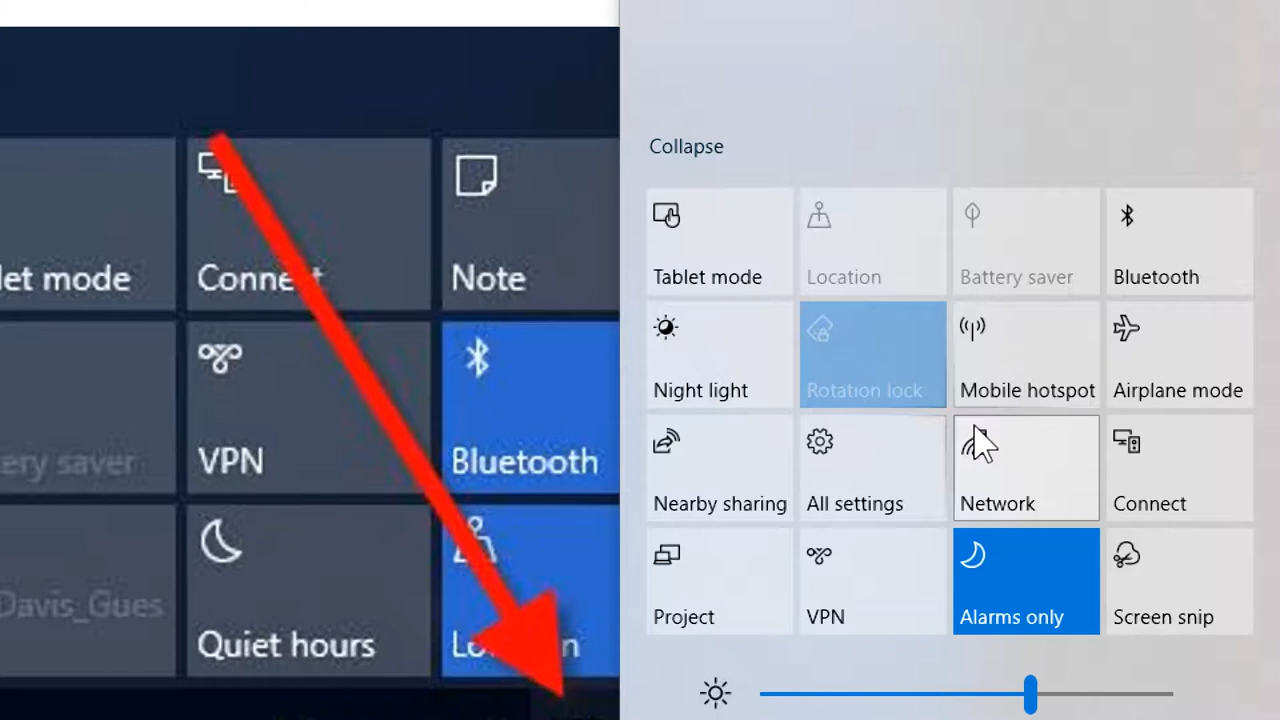 let mode
Connect
Note
ery saver
VPN
Bluetooth
Davis_Gues
Quiet hours
Collapse
Tablet mode
Location
Battery saver
Bluetooth
Night light
Rotation lock
Mobile hotspot
Airplane mode
Nearby sharing
All settings
Network
Connect
Project
VPN
Alarms only
Screen snip